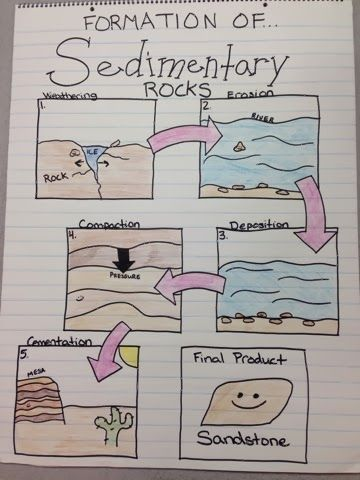 FORMATION OF...
Sedimentary
ROCKS
Weathering
1.
ICE
ROCK
Erosion
2.
RIVER
Deposition
3.
Compaction
4.
PRESSURE
Cementation
5.
MESA
Final Product
Sandstone